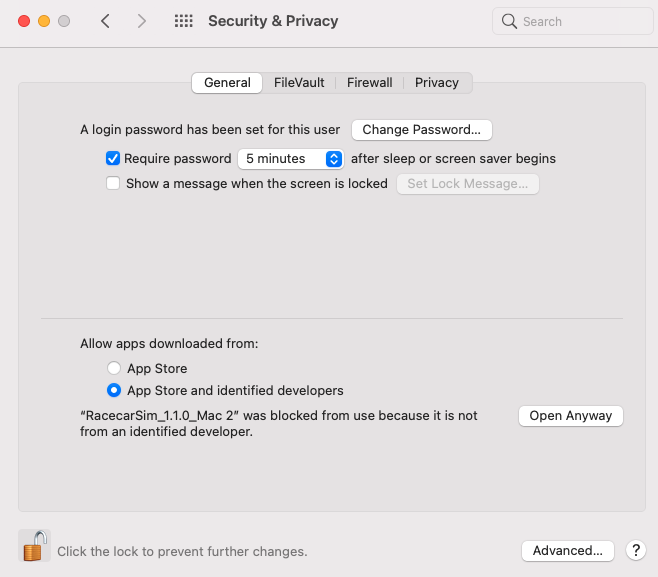 Security & Privacy
Search
General FileVault Firewall Privacy
A login password has been set for this user Change Password...
Require password 5 minutes after sleep or screen saver begins
Show a message when the screen is locked Set Lock Message...
Allow apps downloaded from:
App Store
App Store and identified developers
“RacecarSim_1.1.0_Mac 2” was blocked from use because it is not Open Anyway
from an identified developer.
Click the lock to prevent further changes. Advanced... ?